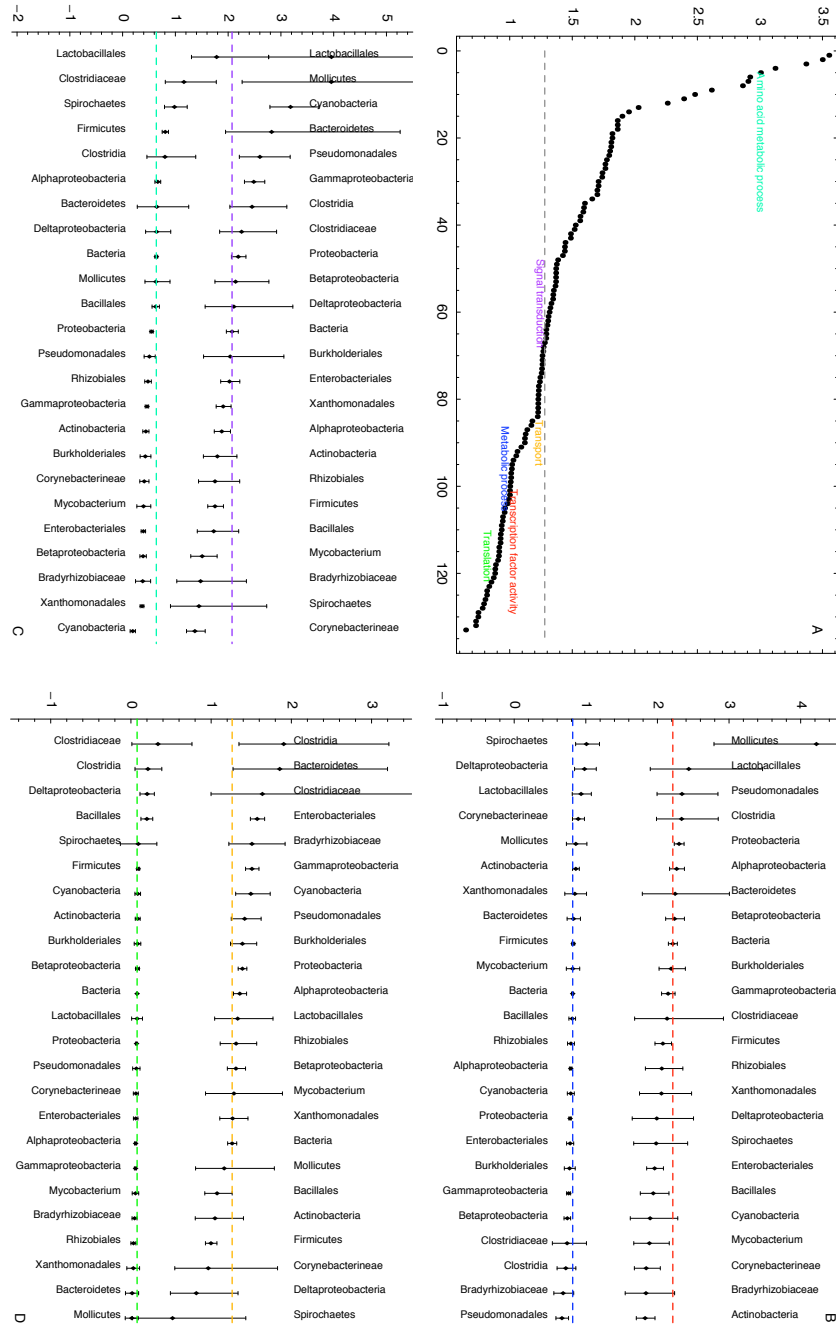 −2
−1
0
1
2
3
4
5
Lactobacillales
Clostridiaceae
Spirochaetes
Firmicutes
Clostridia
Alphaproteobacteria
Bacteroidetes
Deltaproteobacteria
Bacteria
Mollicutes
Bacillales
Proteobacteria
Pseudomonadales
Rhizobiales
Gammaproteobacteria
Actinobacteria
Burkholderiales
Corynebacterineae
Mycobacterium
Enterobacteriales
Betaproteobacteria
Bradyrhizobiaceae
Xanthomonadales
Cyanobacteria
Lactobacillales
Mollicutes
Cyanobacteria
Bacteroidetes
Pseudomonadales
Gammaproteobacteria
Clostridia
Clostridiaceae
Proteobacteria
Betaproteobacteria
Deltaproteobacteria
Bacteria
Burkholderiales
Enterobacteriales
Xanthomonadales
Alphaproteobacteria
Actinobacteria
Rhizobiales
Firmicutes
Bacillales
Mycobacterium
Bradyrhizobiaceae
Spirochaetes
Corynebacterineae
C
1
1.5
2
2.5
3
3.5
0
20
40
60
80
100
120
Amino acid metabolic process
Signal transduction
Transport
Metabolic process
Transcription factor activity
Translation
A
−1
0
1
2
3
Clostridiaceae
Clostridia
Deltaproteobacteria
Bacillales
Spirochaetes
Firmicutes
Cyanobacteria
Actinobacteria
Burkholderiales
Betaproteobacteria
Bacteria
Lactobacillales
Proteobacteria
Pseudomonadales
Corynebacterineae
Enterobacteriales
Alphaproteobacteria
Gammaproteobacteria
Mycobacterium
Bradyrhizobiaceae
Rhizobiales
Xanthomonadales
Bacteroidetes
Mollicutes
Clostridia
Bacteroidetes
Clostridiaceae
Enterobacteriales
Bradyrhizobiaceae
Gammaproteobacteria
Cyanobacteria
Pseudomonadales
Burkholderiales
Proteobacteria
Alphaproteobacteria
Lactobacillales
Rhizobiales
Betaproteobacteria
Mycobacterium
Xanthomonadales
Bacteria
Mollicutes
Bacillales
Actinobacteria
Firmicutes
Corynebacterineae
Deltaproteobacteria
Spirochaetes
D
−1
0
1
2
3
4
Spirochaetes
Deltaproteobacteria
Lactobacillales
Corynebacterineae
Mollicutes
Actinobacteria
Xanthomonadales
Bacteroidetes
Firmicutes
Mycobacterium
Bacteria
Bacillales
Rhizobiales
Alphaproteobacteria
Cyanobacteria
Proteobacteria
Enterobacteriales
Burkholderiales
Gammaproteobacteria
Betaproteobacteria
Clostridiaceae
Clostridia
Bradyrhizobiaceae
Pseudomonadales
Mollicutes
Lactobacillales
Pseudomonadales
Clostridia
Proteobacteria
Alphaproteobacteria
Bacteroidetes
Betaproteobacteria
Bacteria
Burkholderiales
Gammaproteobacteria
Clostridiaceae
Firmicutes
Rhizobiales
Xanthomonadales
Deltaproteobacteria
Spirochaetes
Enterobacteriales
Bacillales
Cyanobacteria
Mycobacterium
Corynebacterineae
Bradyrhizobiaceae
Actinobacteria
B